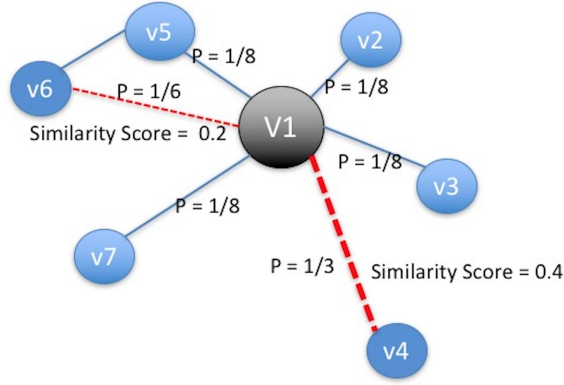 v5
v2
P = 1/8
v6
P = 1/6
P = 1/8
V1
Similarity Score = 0.2
P = 1/8
v3
P = 1/8
v7
P = 1/3
Similarity Score = 0.4
v4